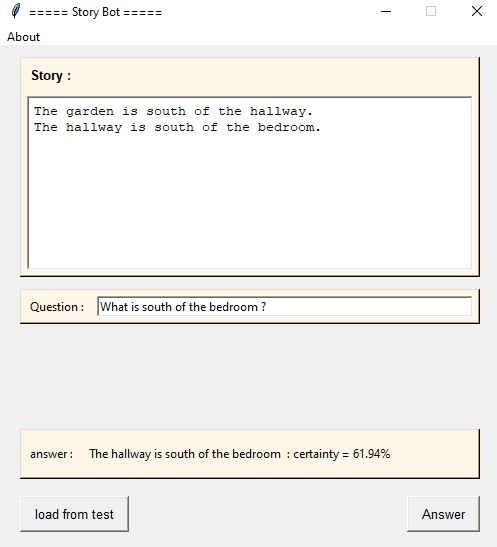 ===== Story Bot =====
About
Story :
The garden is south of the hallway.
The hallway is south of the bedroom.
Question : What is south of the bedroom ?
answer : The hallway is south of the bedroom : certainty = 61.94%
load from test Answer